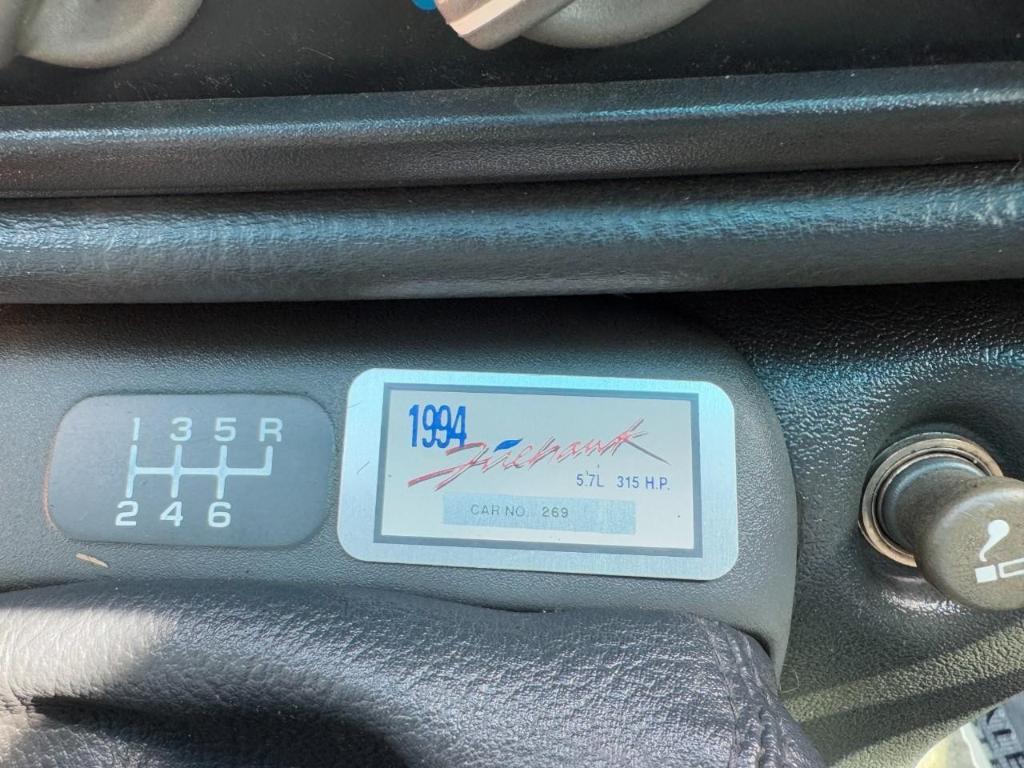 1 3 5 R
2 4 6
1994
Firehawk
5.7L 315 H.P.
CAR NO. 269